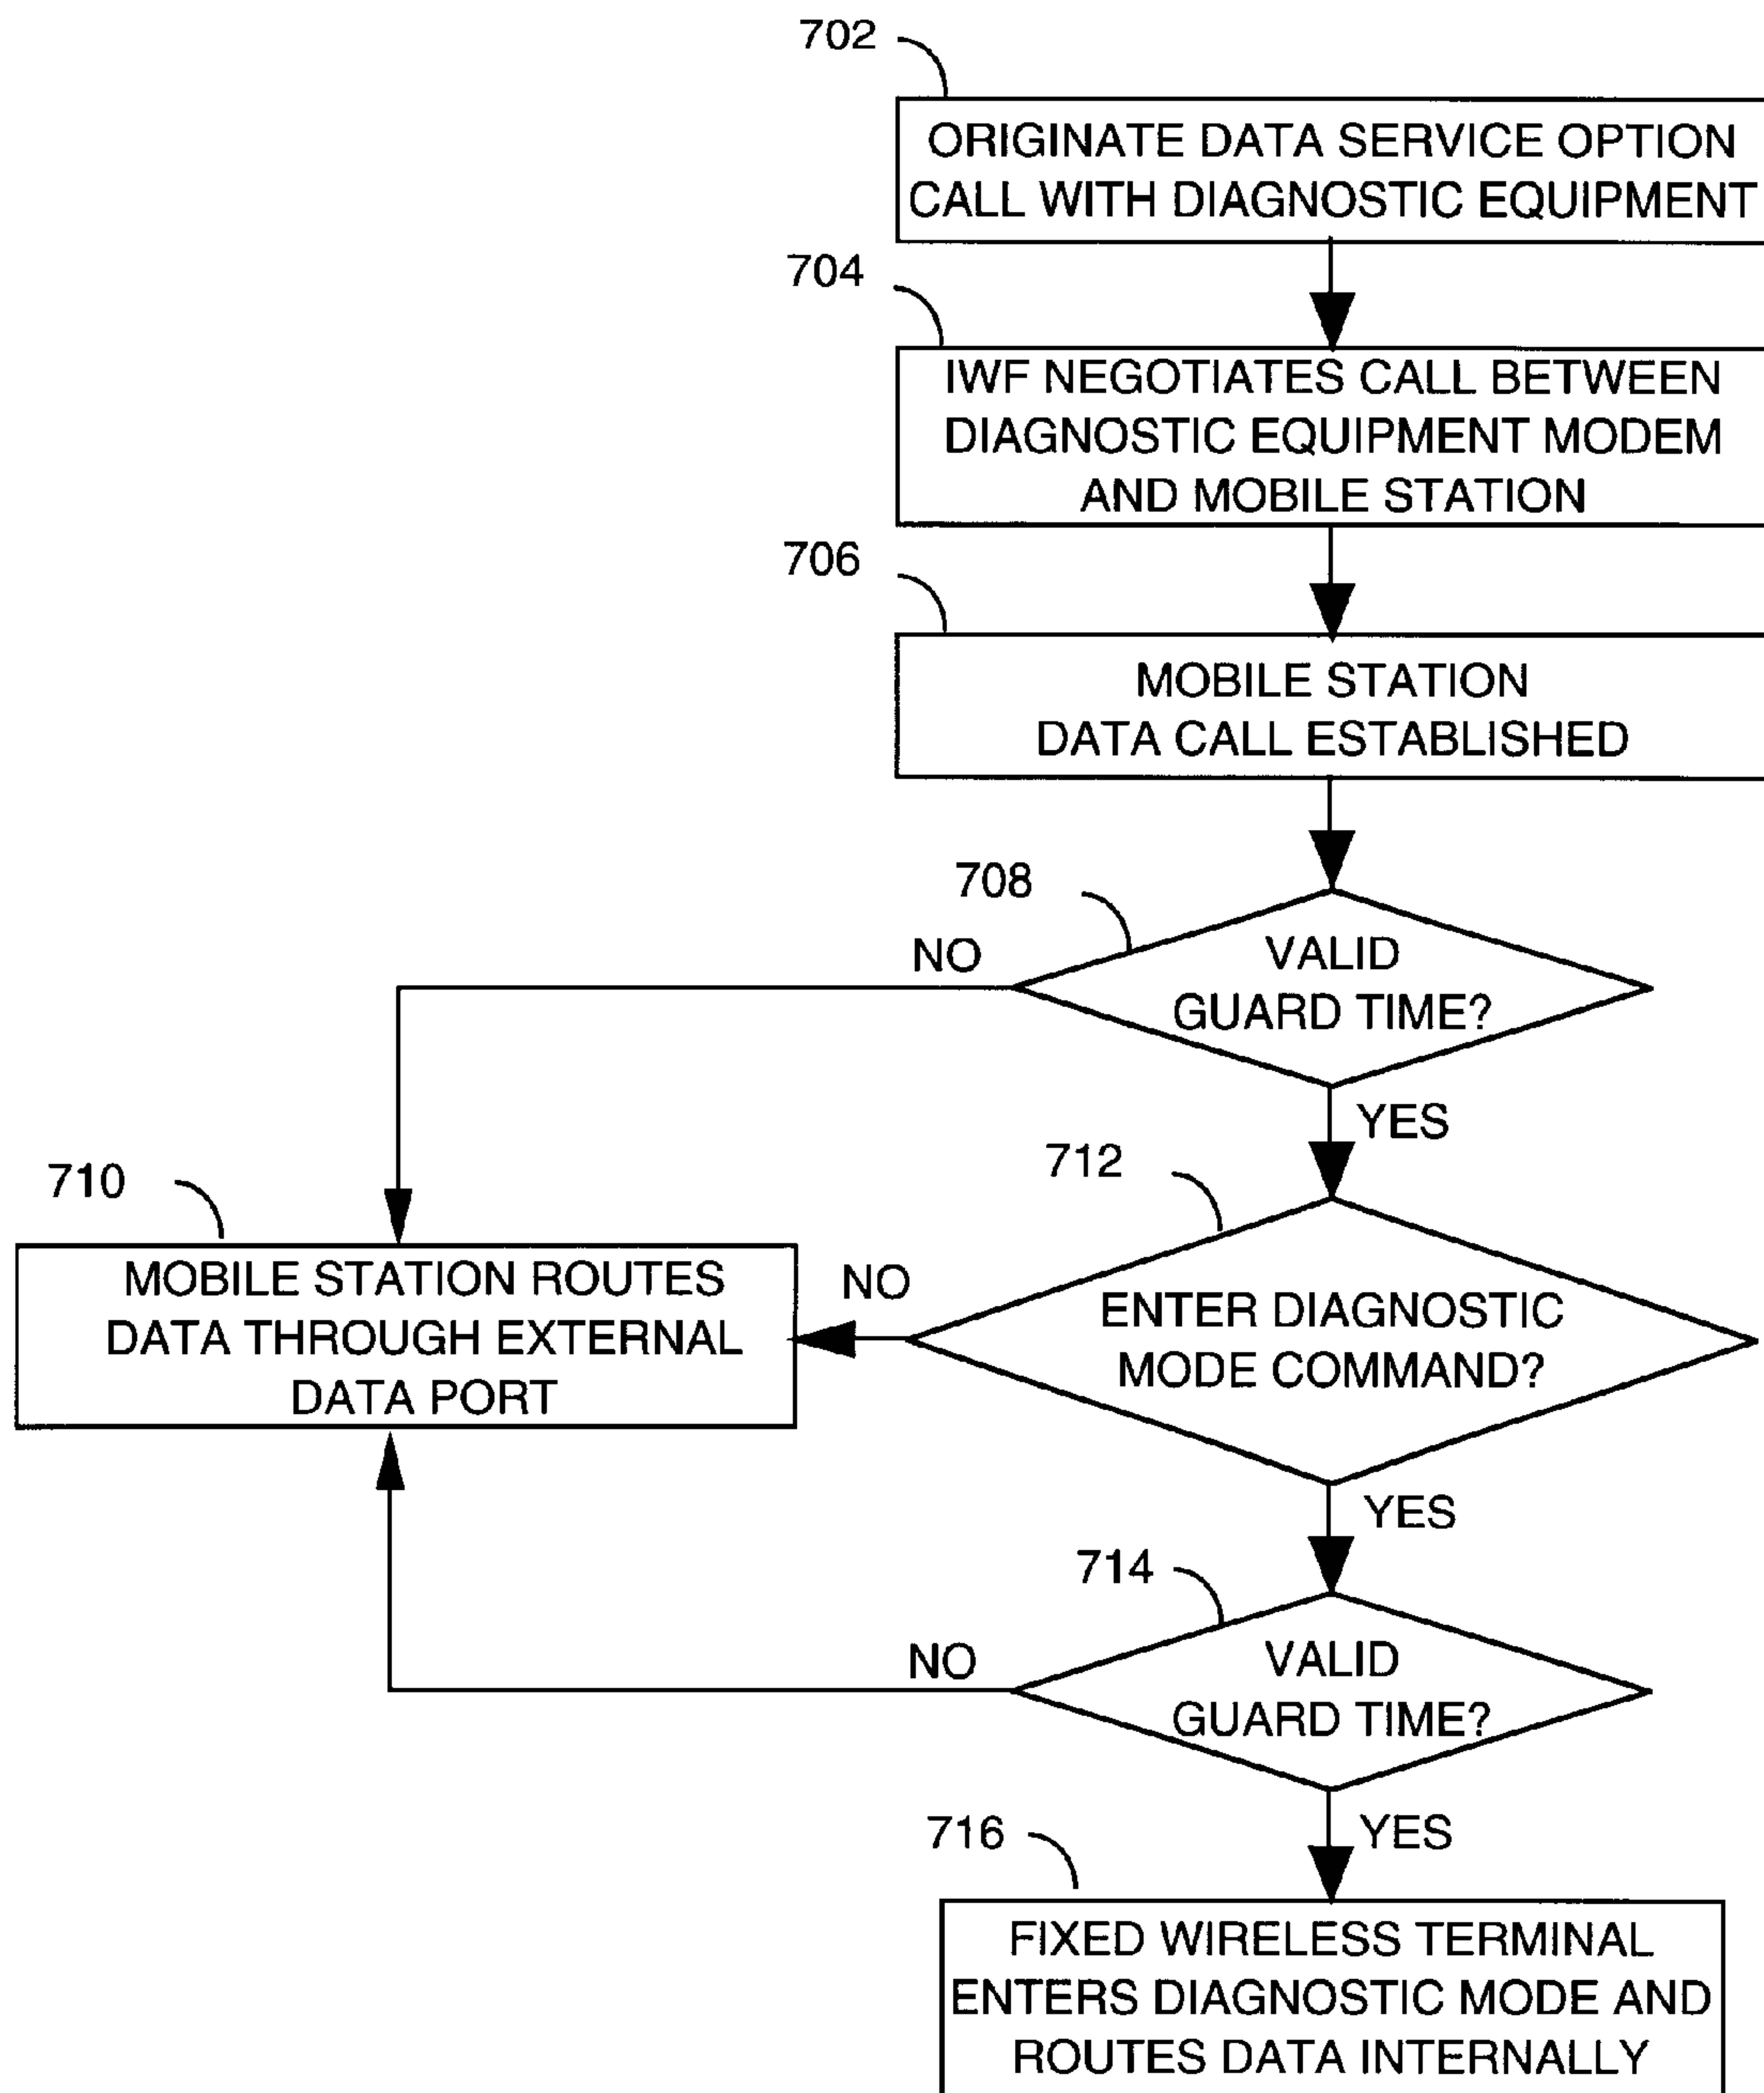 702
ORIGINATE DATA SERVICE OPTION
CALL WITH DIAGNOSTIC EQUIPMENT
704
IWF NEGOTIATES CALL BETWEEN
DIAGNOSTIC EQUIPMENT MODEM
AND MOBILE STATION
706
MOBILE STATION
DATA CALL ESTABLISHED
708
NO
VALID
GUARD TIME?
YES
712
710
MOBILE STATION ROUTES
DATA THROUGH EXTERNAL
DATA PORT
NO
ENTER DIAGNOSTIC
MODE COMMAND?
YES
714
NO
VALID
GUARD TIME?
YES
716
FIXED WIRELESS TERMINAL
ENTERS DIAGNOSTIC MODE AND
ROUTES DATA INTERNALLY